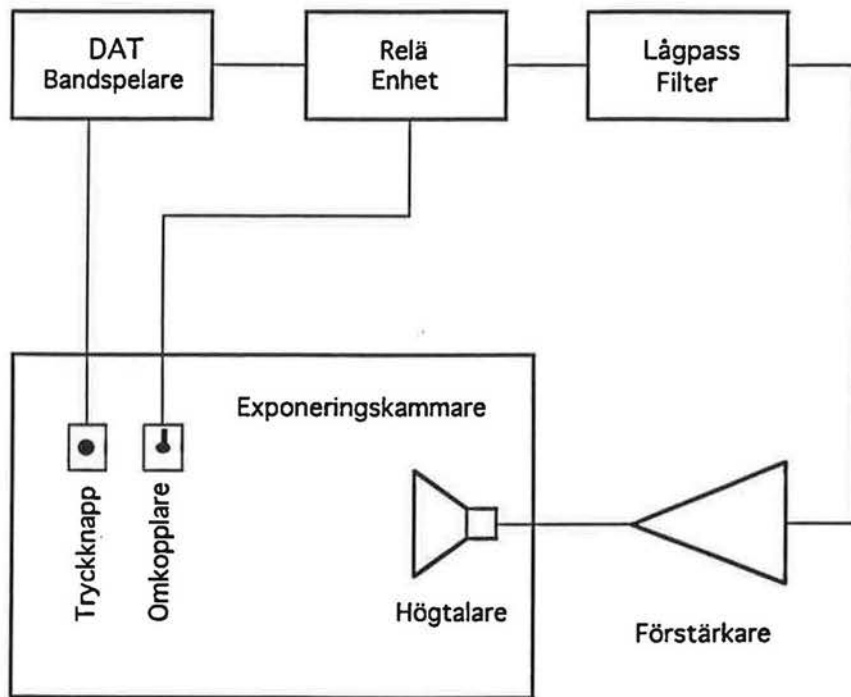 DAT
Bandspelare
Relä
Enhet
Lågpass
Filter
Exponeringskammare
Tryckknapp
Omkopplare
Högtalare
Förstärkare